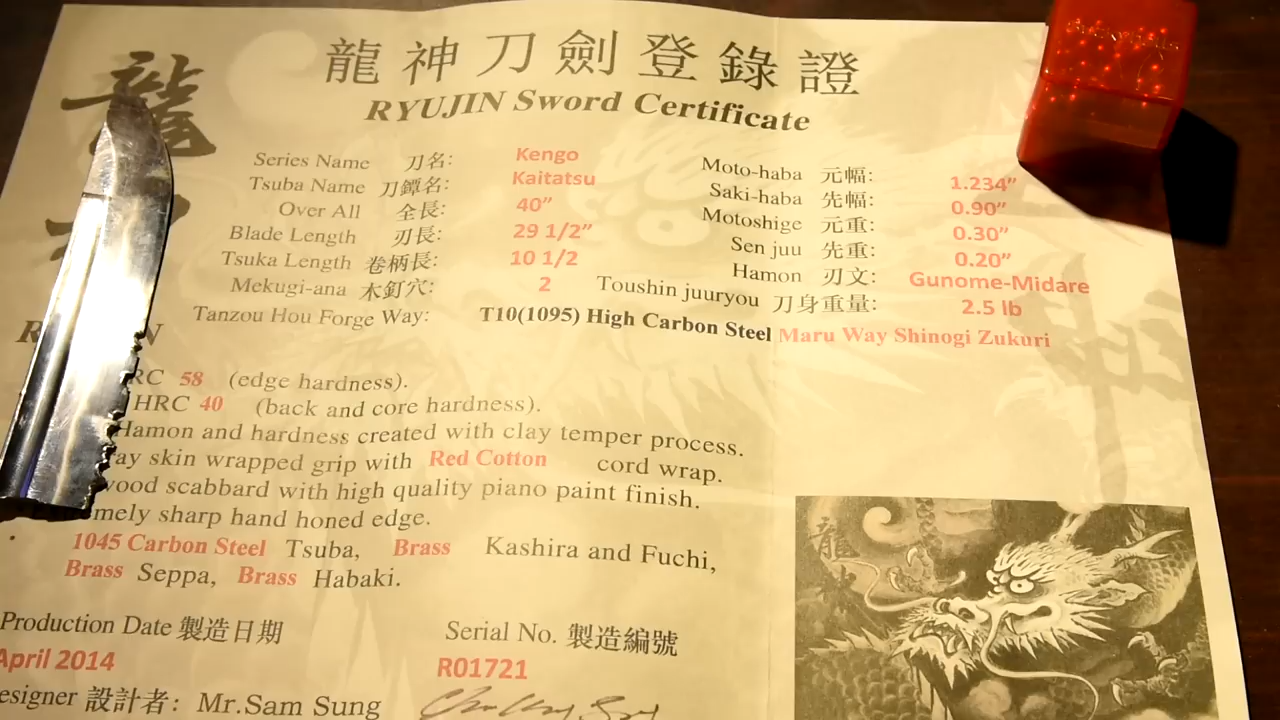 龍神刀劍登錄證
RYUJIN Sword Certificate
Series Name 刀名: Kengo
Tsuba Name 刀鐔名: Kaitatsu
Over All 全長: 40”
Blade Length 刃長: 29 1/2”
Tsuka Length 卷柄長: 10 1/2
Mekugi-ana 木釘穴: 2
Moto-haba 元幅: 1.234”
Saki-haba 先幅: 0.90”
Motoshige 元重: 0.30”
Sen juu 先重: 0.20”
Hamon 刃文: Gunome-Midare
Toushin juuryou 刀身重量: 2.5 lb
Tanzou Hou Forge Way: T10(1095) High Carbon Steel Maru Way Shinogi Zukuri
RC 58 (edge hardness).
HRC 40 (back and core hardness).
Hamon and hardness created with clay temper process.
ay skin wrapped grip with Red Cotton cord wrap.
wood scabbard with high quality piano paint finish.
mely sharp hand honed edge.
1045 Carbon Steel Tsuba, Brass Kashira and Fuchi,
Brass Seppa, Brass Habaki.
Production Date 製造日期
April 2014
Serial No. 製造編號
R01721
esigner 設計者: Mr.Sam Sung
龍